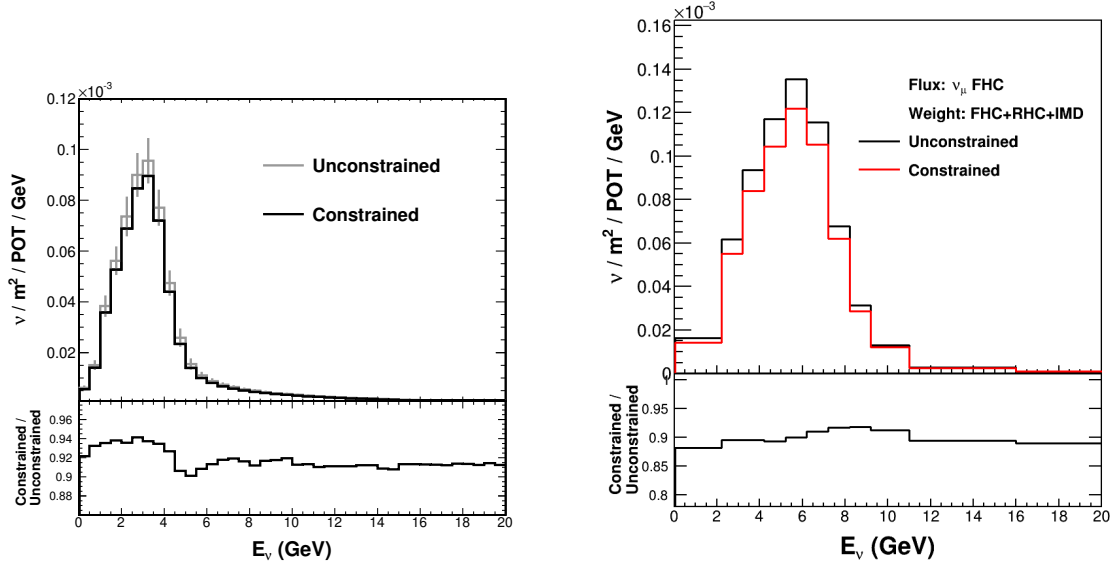 ×10⁻³
0.12
0.1
0.08
0.06
0.04
0.02
ν / m² / POT / GeV
Unconstrained
Constrained
0.96
0.94
0.92
0.9
0.88
Constrained /
Unconstrained
0 2 4 6 8 10 12 14 16 18 20
E_ν (GeV)
×10⁻³
0.16
0.14
0.12
0.1
0.08
0.06
0.04
0.02
0
ν / m² / POT / GeV
Flux: ν_μ FHC
Weight: FHC+RHC+IMD
Unconstrained
Constrained
1
0.95
0.9
0.85
0.8
Constrained /
Unconstrained
0 2 4 6 8 10 12 14 16 18 20
E_ν (GeV)